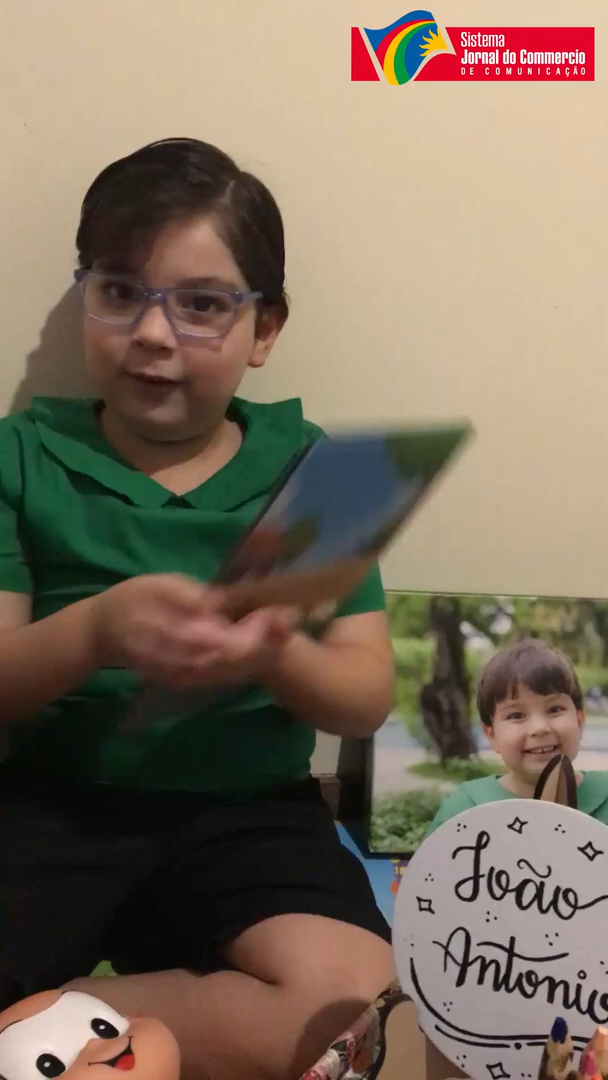 Sistema
Jornal do Commercio
DE COMUNICAÇÃO
João
Antonio